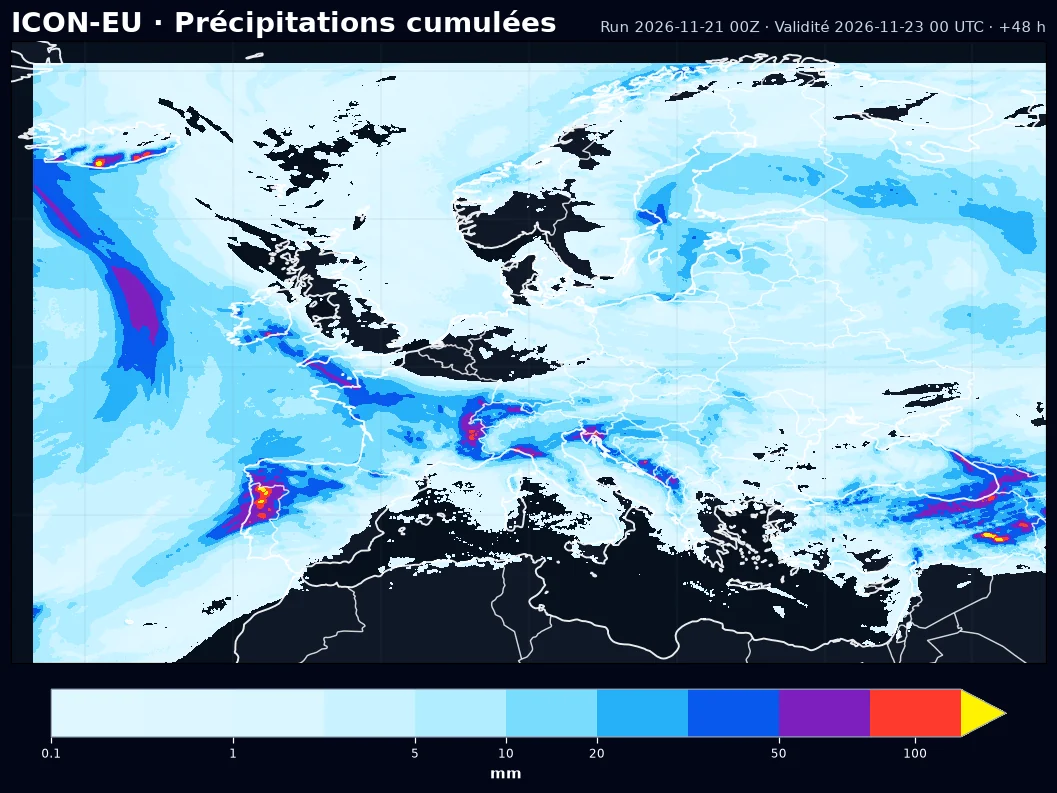 ICON-EU · Précipitations cumulées
Run 2026-11-21 00Z · Validité 2026-11-23 00 UTC · +48 h
0.1 1 5 10 20 50 100
mm